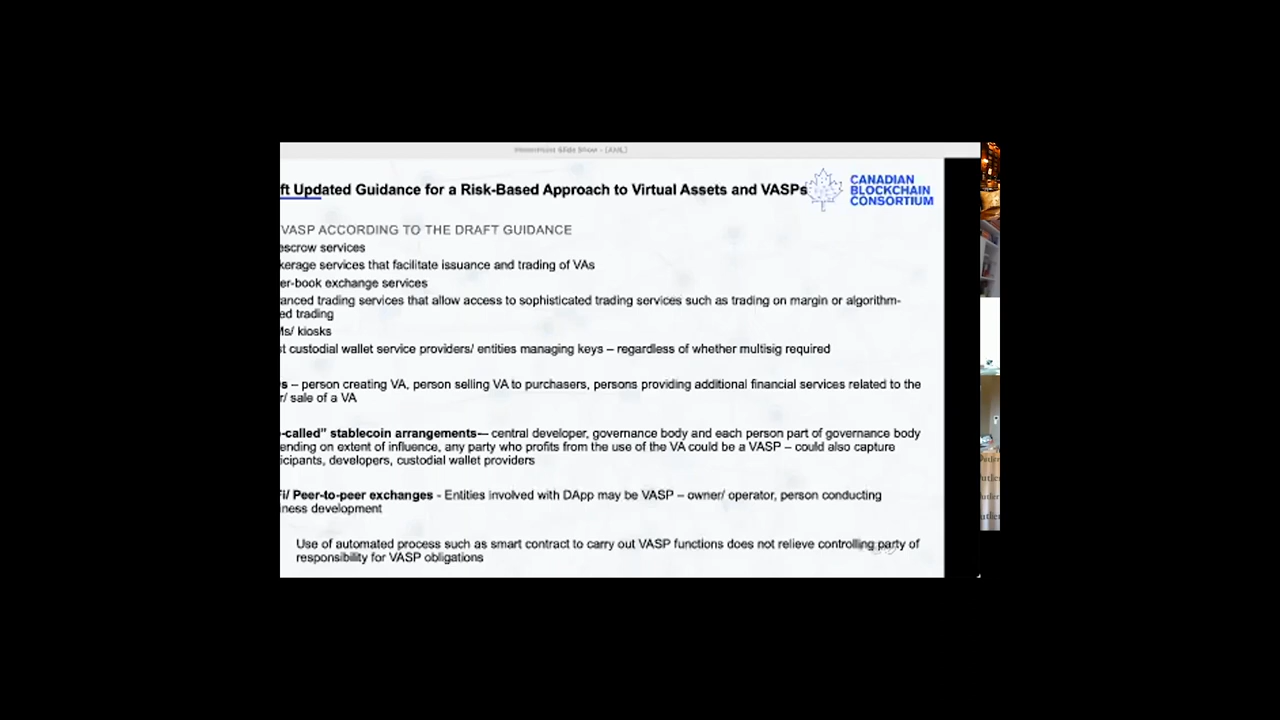 PowerPoint Slide Show - [AML]
ft Updated Guidance for a Risk-Based Approach to Virtual Assets and VASPs
CANADIAN
BLOCKCHAIN
CONSORTIUM
VASP ACCORDING TO THE DRAFT GUIDANCE
escrow services
kerage services that facilitate issuance and trading of VAs
er-book exchange services
anced trading services that allow access to sophisticated trading services such as trading on margin or algorithm-
ed trading
Ms/ kiosks
t custodial wallet service providers/ entities managing keys – regardless of whether multisig required
s – person creating VA, person selling VA to purchasers, persons providing additional financial services related to the
r/ sale of a VA
-called" stablecoin arrangements— central developer, governance body and each person part of governance body
ending on extent of influence, any party who profits from the use of the VA could be a VASP – could also capture
icipants, developers, custodial wallet providers
i/ Peer-to-peer exchanges - Entities involved with DApp may be VASP – owner/ operator, person conducting
iness development
Use of automated process such as smart contract to carry out VASP functions does not relieve controlling party of
responsibility for VASP obligations